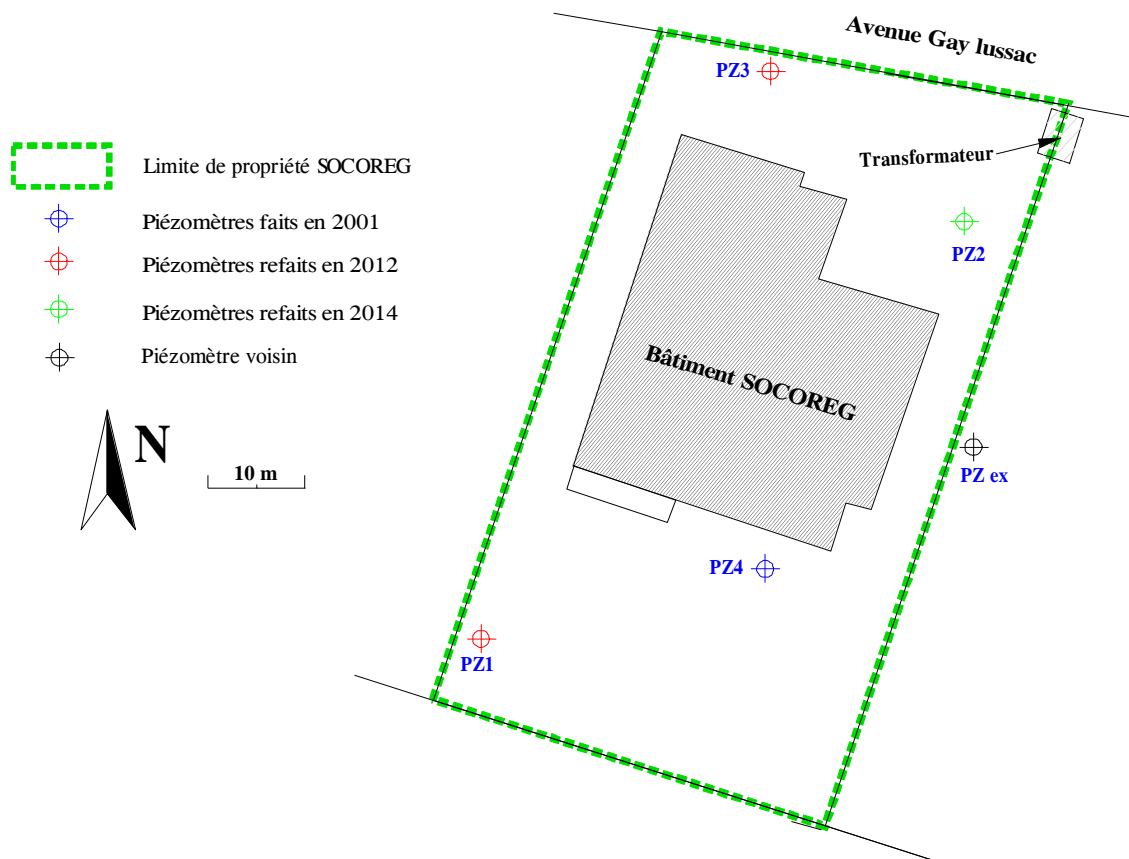 Avenue Gay lussac
PZ3
Transformateur
Limite de propriété SOCOREG
Piézomètres faits en 2001
PZ2
Piézomètres refaits en 2012
Piézomètres refaits en 2014
Piézomètre voisin
Bâtiment SOCOREG
N
10 m
PZ ex
PZ4
PZ1